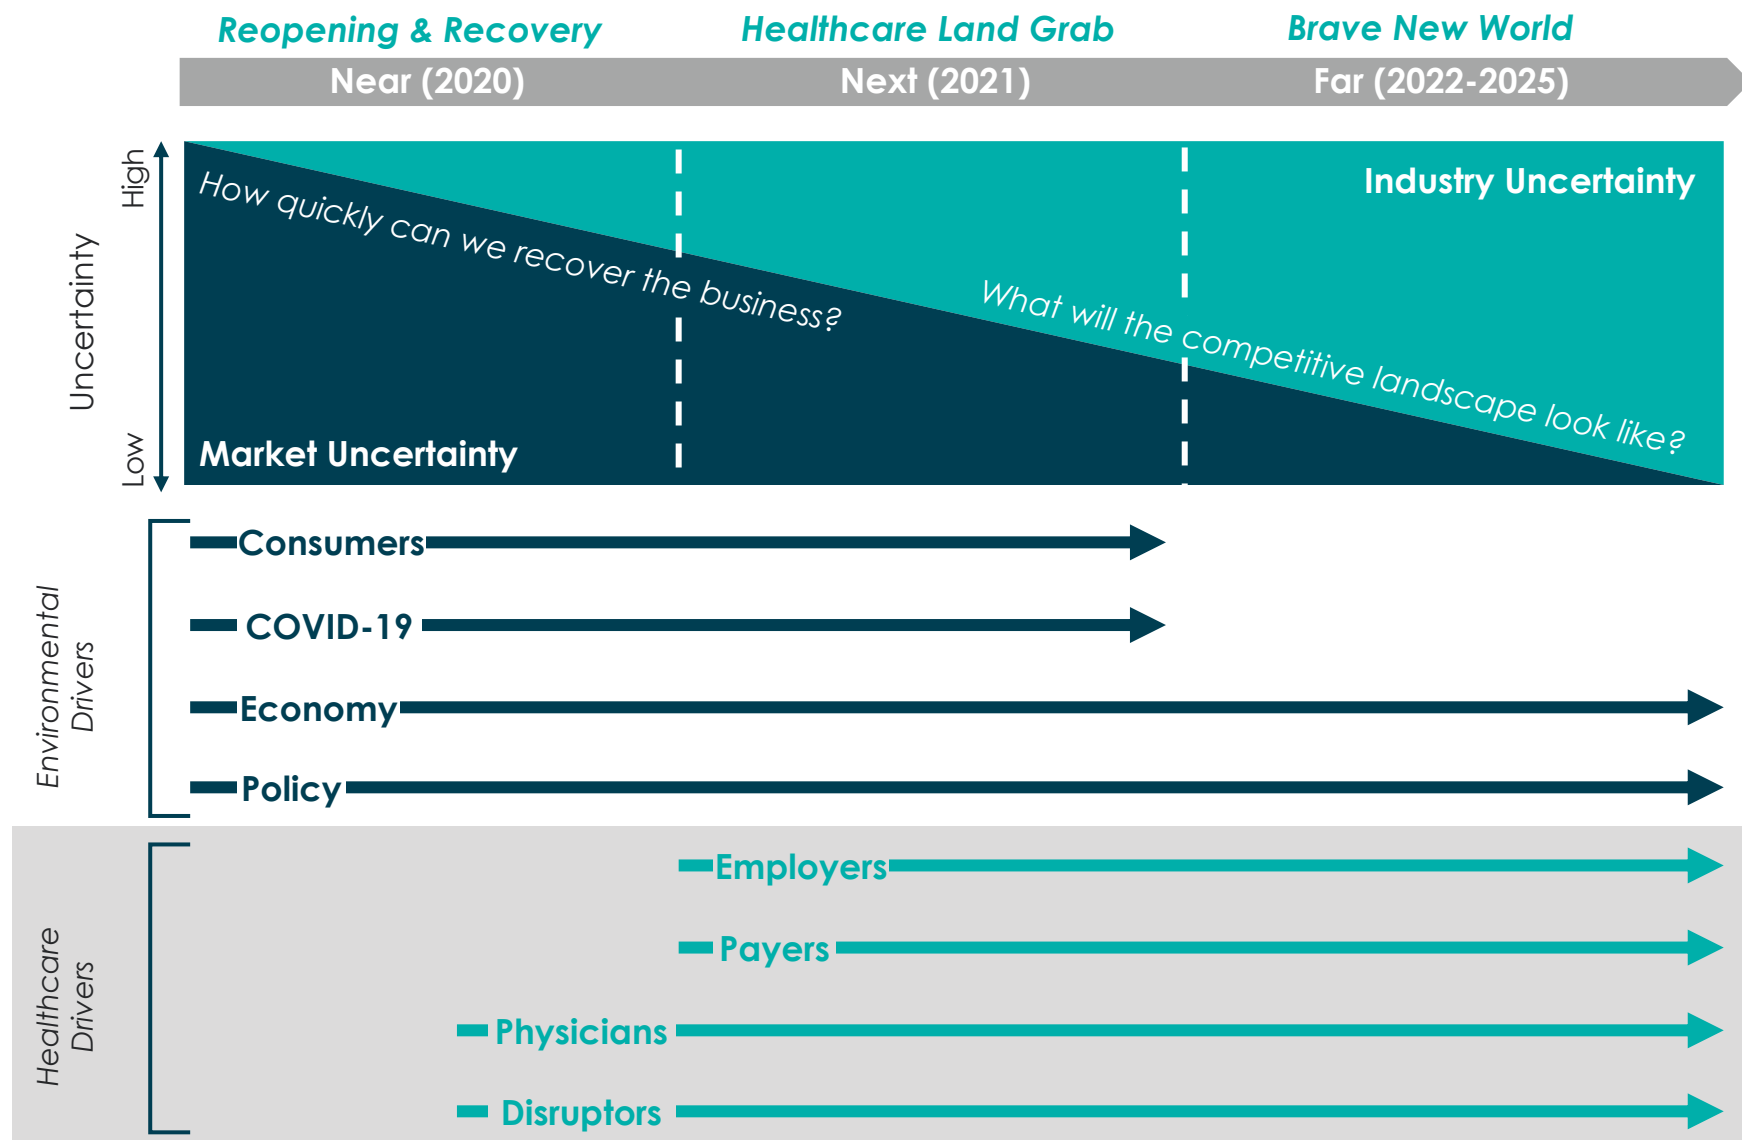 Reopening & Recovery
Healthcare Land Grab
Brave New World
Near (2020)
Next (2021)
Far (2022-2025)
Uncertainty
High
Low
How quickly can we recover the business?
What will the competitive landscape look like?
Industry Uncertainty
Market Uncertainty
Environmental
Drivers
Consumers
COVID-19
Economy
Policy
Healthcare
Drivers
Employers
Payers
Physicians
Disruptors